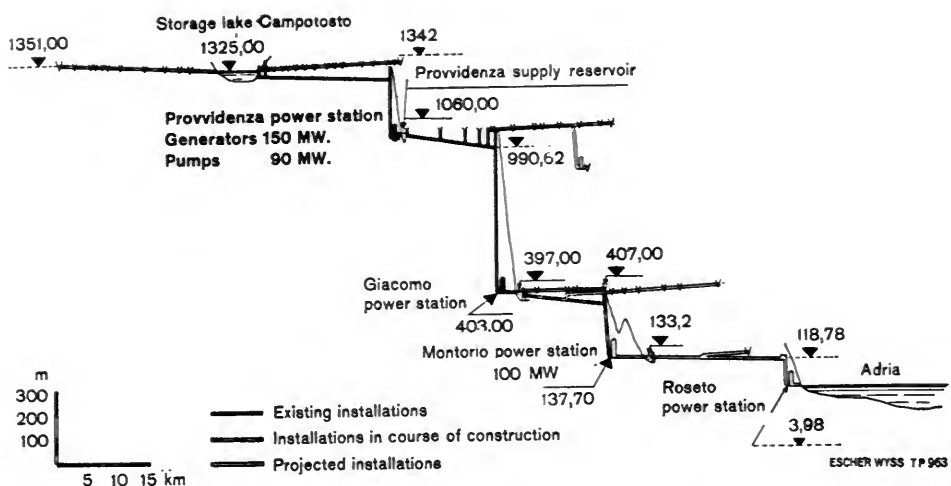 Storage lake Campotosto
1351,00
1325,00
1342
Provvidenza supply reservoir
1060,00
Provvidenza power station
Generators 150 MW.
Pumps 90 MW.
990,62
397,00
407,00
Giacomo
power station
403.00
133,2
118,78
Montorio power station
100 MW
137,70
Adria
Roseto
power station
3,98
m
300
200
100
5 10 15 km
Existing installations
Installations in course of construction
Projected installations
ESCHER WYSS TP 963